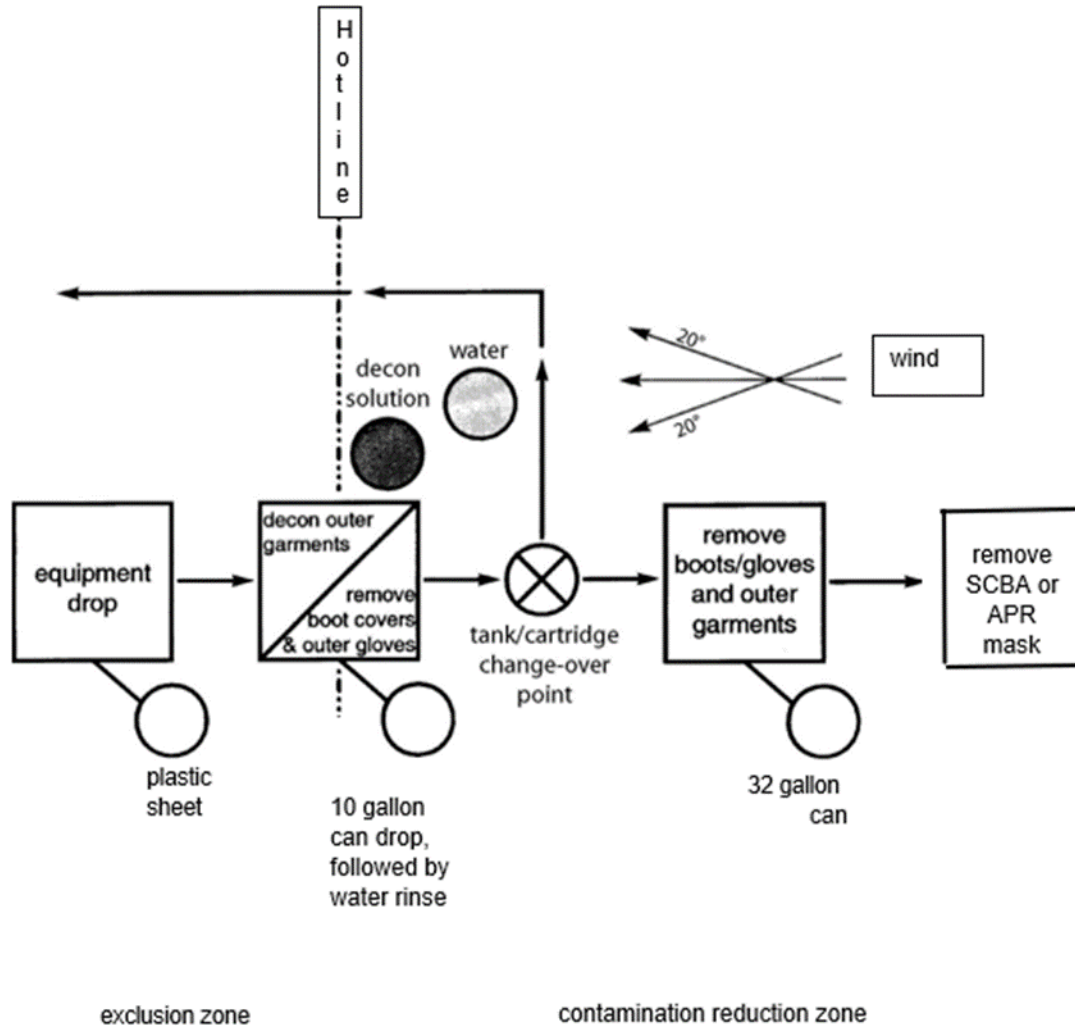 Hotline
20°
wind
20°
water
decon
solution
equipment
drop
decon outer
garments
remove
boot covers
& outer gloves
tank/cartridge
change-over
point
remove
boots/gloves
and outer
garments
remove
SCBA or
APR
mask
plastic
sheet
10 gallon
can drop,
followed by
water rinse
32 gallon
can
exclusion zone
contamination reduction zone